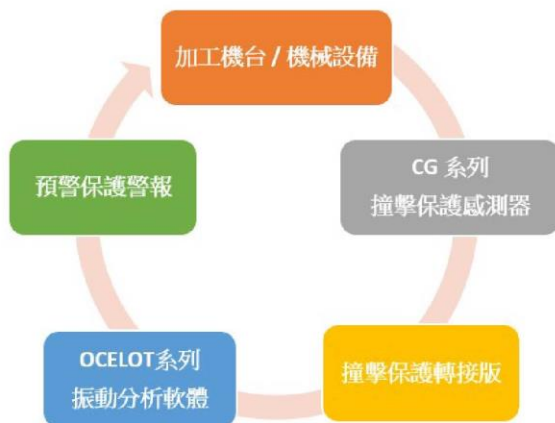 加工機台 / 機械設備
CG 系列
撞擊保護感測器
撞擊保護轉接版
OCELOT系列
振動分析軟體
預警保護警報